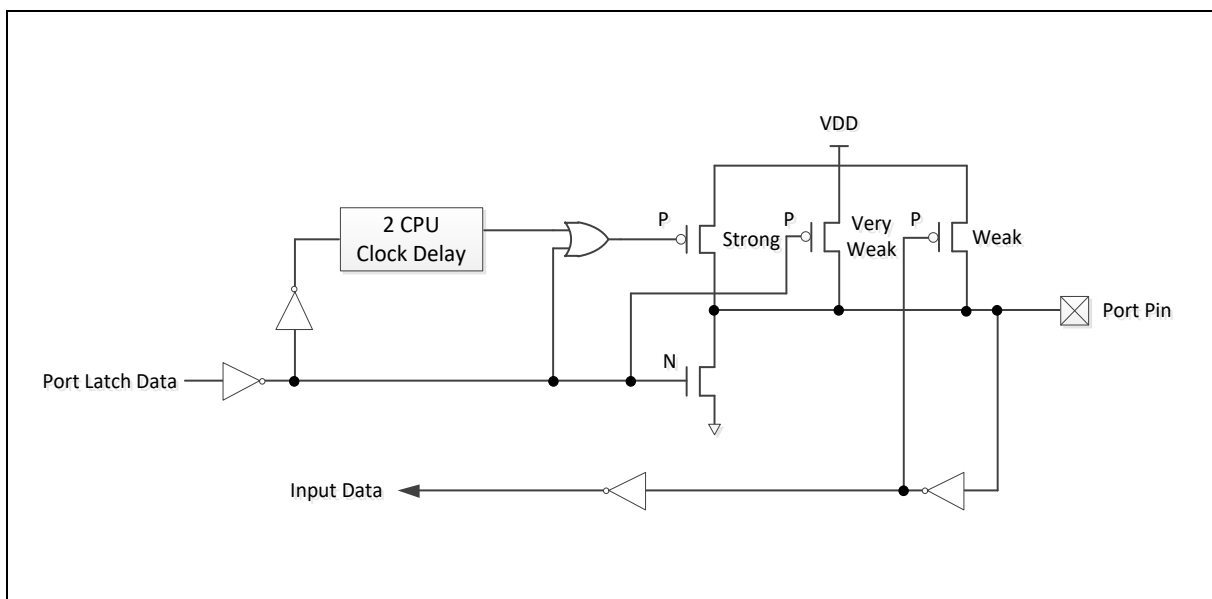 VDD
P
P
P
2 CPU
Clock Delay
Strong
Very
Weak
Weak
Port Pin
N
Port Latch Data
Input Data